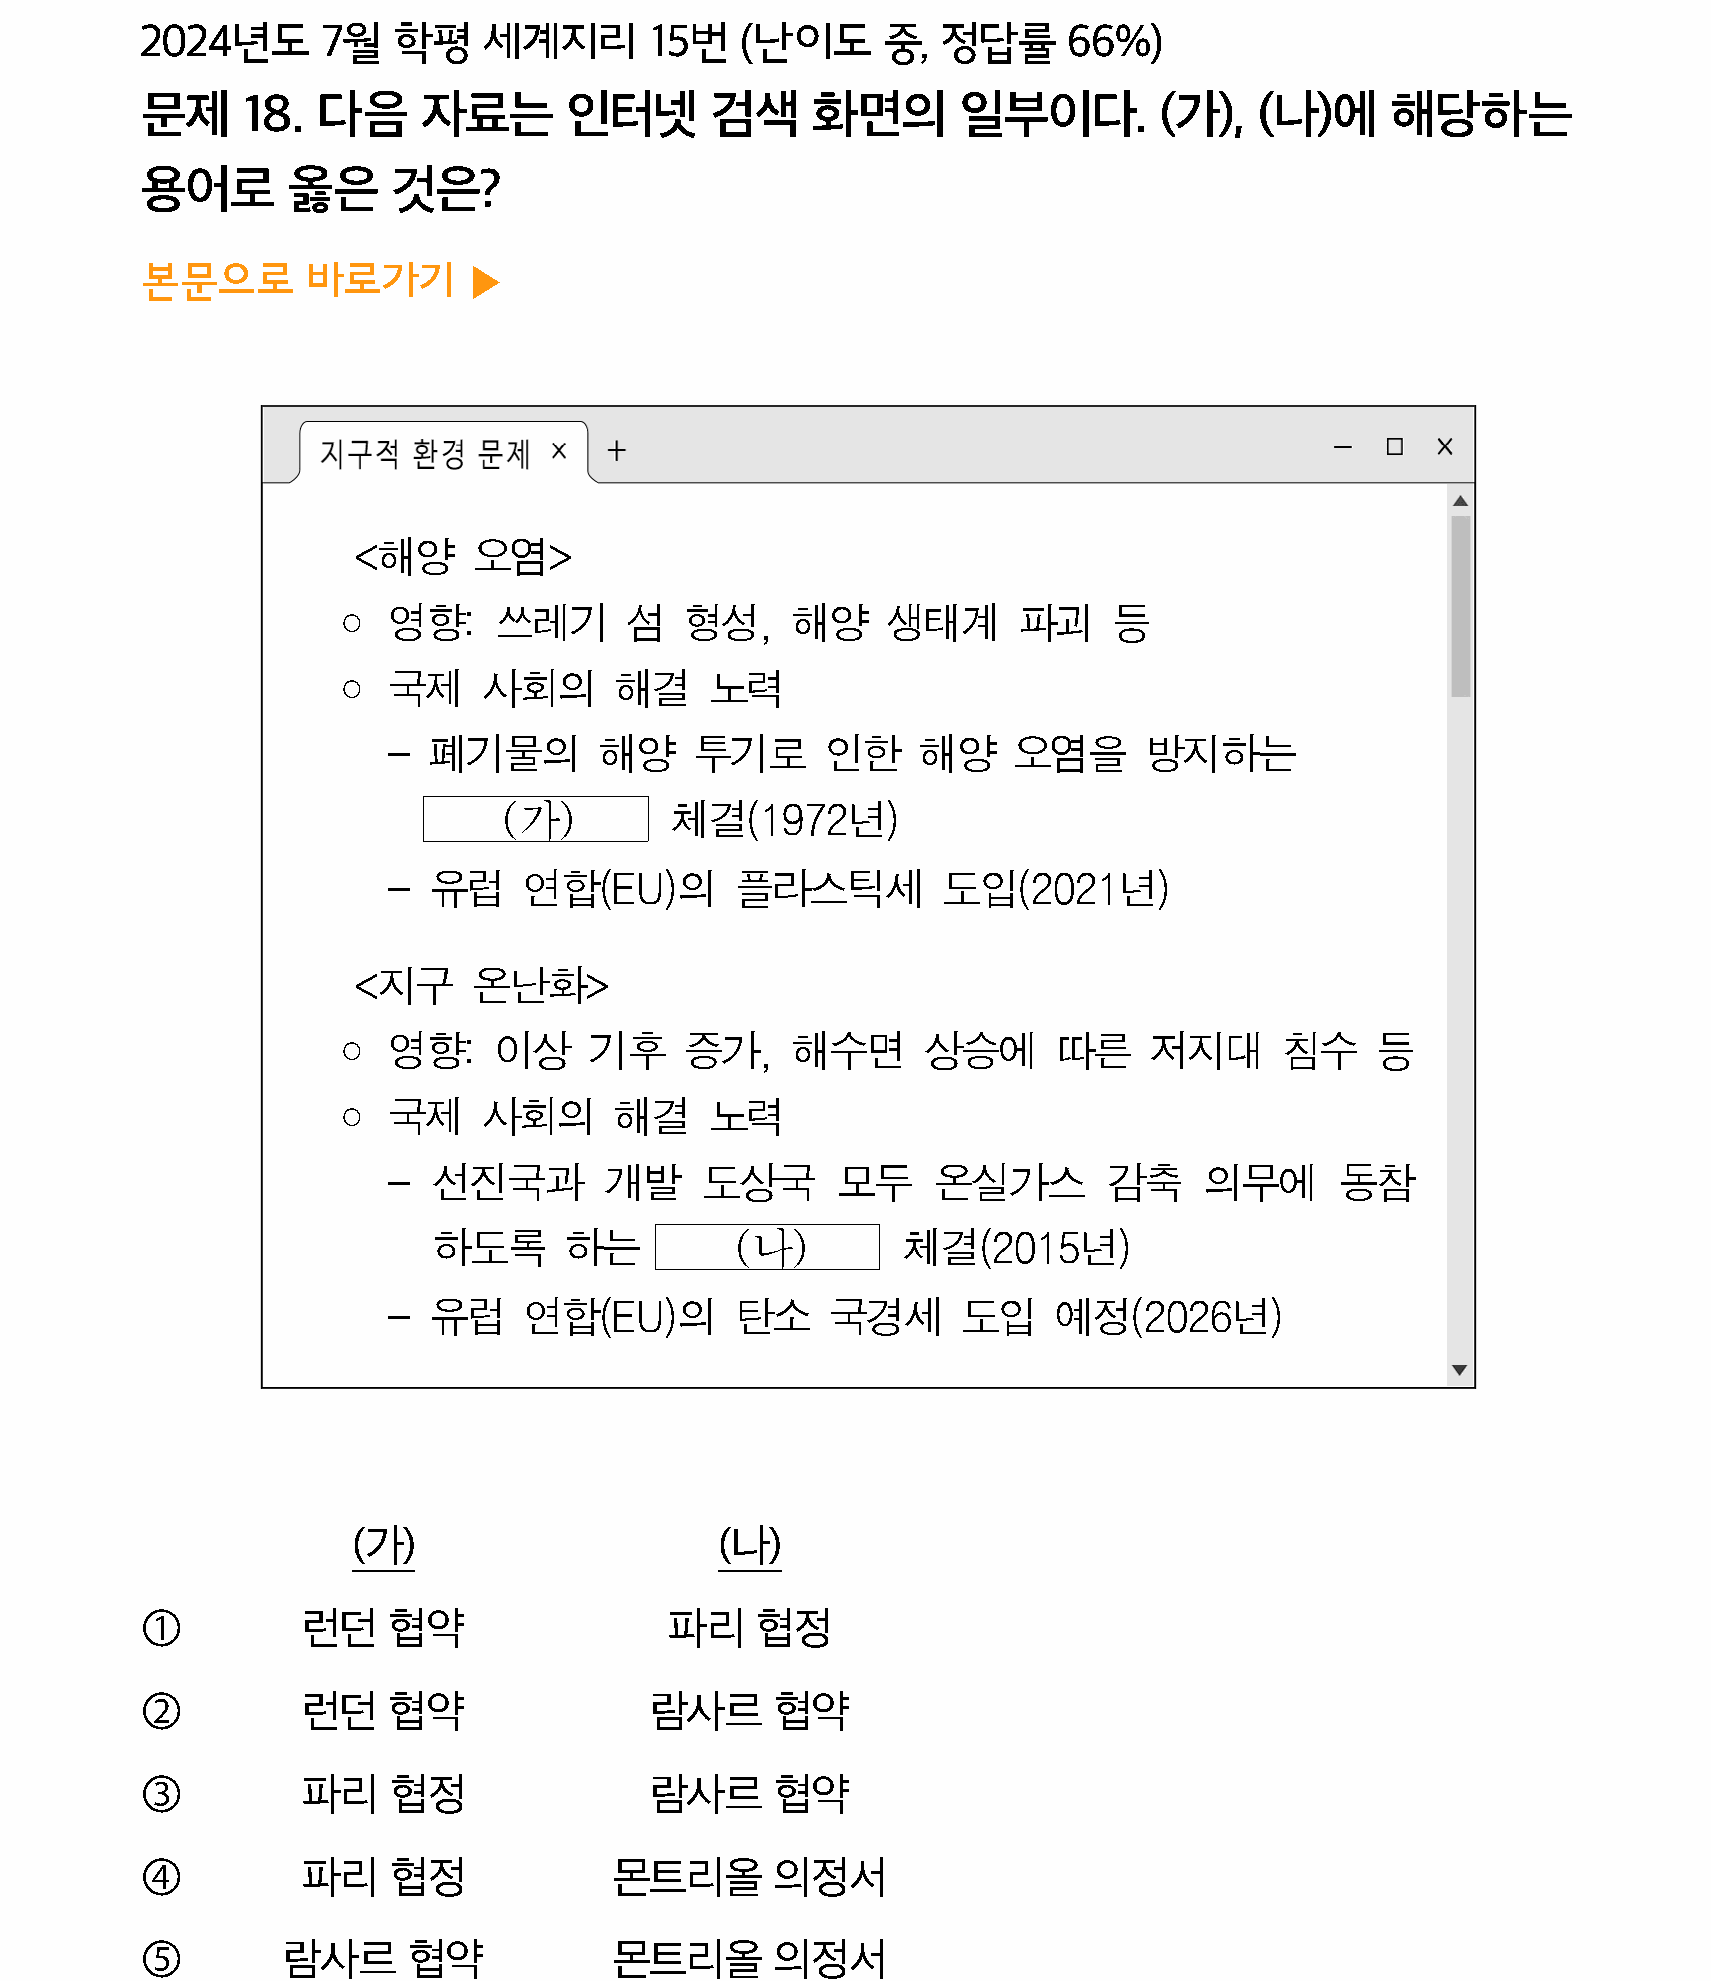 2024년도 7월 학평 세계지리 15번 (난이도 중, 정답률 66%)
문제 18. 다음 자료는 인터넷 검색 화면의 일부이다. (가), (나)에 해당하는
용어로 옳은 것은?
본문으로 바로가기 ▶
지구적 환경 문제 × +
<해양 오염>
○ 영향: 쓰레기 섬 형성, 해양 생태계 파괴 등
○ 국제 사회의 해결 노력
– 폐기물의 해양 투기로 인한 해양 오염을 방지하는
(가) 체결(1972년)
– 유럽 연합(EU)의 플라스틱세 도입(2021년)
<지구 온난화>
○ 영향: 이상 기후 증가, 해수면 상승에 따른 저지대 침수 등
○ 국제 사회의 해결 노력
– 선진국과 개발 도상국 모두 온실가스 감축 의무에 동참
하도록 하는 (나) 체결(2015년)
– 유럽 연합(EU)의 탄소 국경세 도입 예정(2026년)
(가) (나)
① 런던 협약 파리 협정
② 런던 협약 람사르 협약
③ 파리 협정 람사르 협약
④ 파리 협정 몬트리올 의정서
⑤ 람사르 협약 몬트리올 의정서